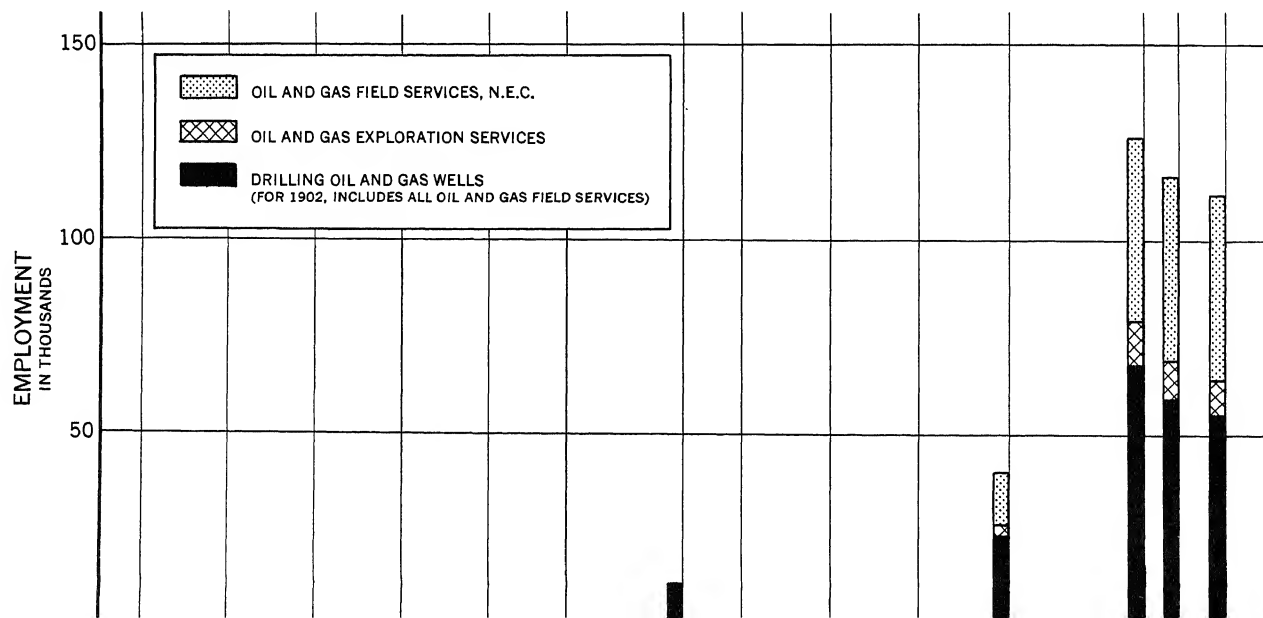 150
OIL AND GAS FIELD SERVICES, N.E.C.
OIL AND GAS EXPLORATION SERVICES
DRILLING OIL AND GAS WELLS
(FOR 1902, INCLUDES ALL OIL AND GAS FIELD SERVICES)
100
EMPLOYMENT
IN THOUSANDS
50